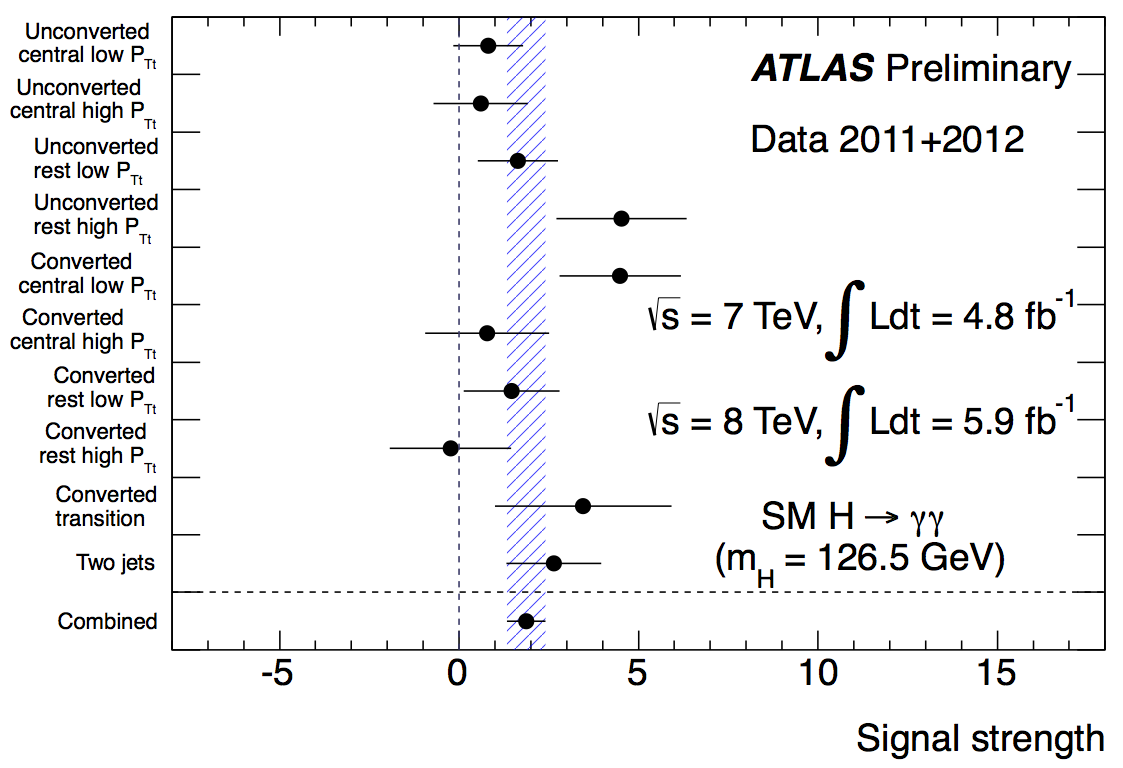 Unconverted
central low P_Tt
Unconverted
central high P_Tt
Unconverted
rest low P_Tt
Unconverted
rest high P_Tt
Converted
central low P_Tt
Converted
central high P_Tt
Converted
rest low P_Tt
Converted
rest high P_Tt
Converted
transition
Two jets
Combined
ATLAS Preliminary
Data 2011+2012
√s = 7 TeV, ∫ Ldt = 4.8 fb⁻¹
√s = 8 TeV, ∫ Ldt = 5.9 fb⁻¹
SM H → γγ
(m_H = 126.5 GeV)
-5 0 5 10 15
Signal strength